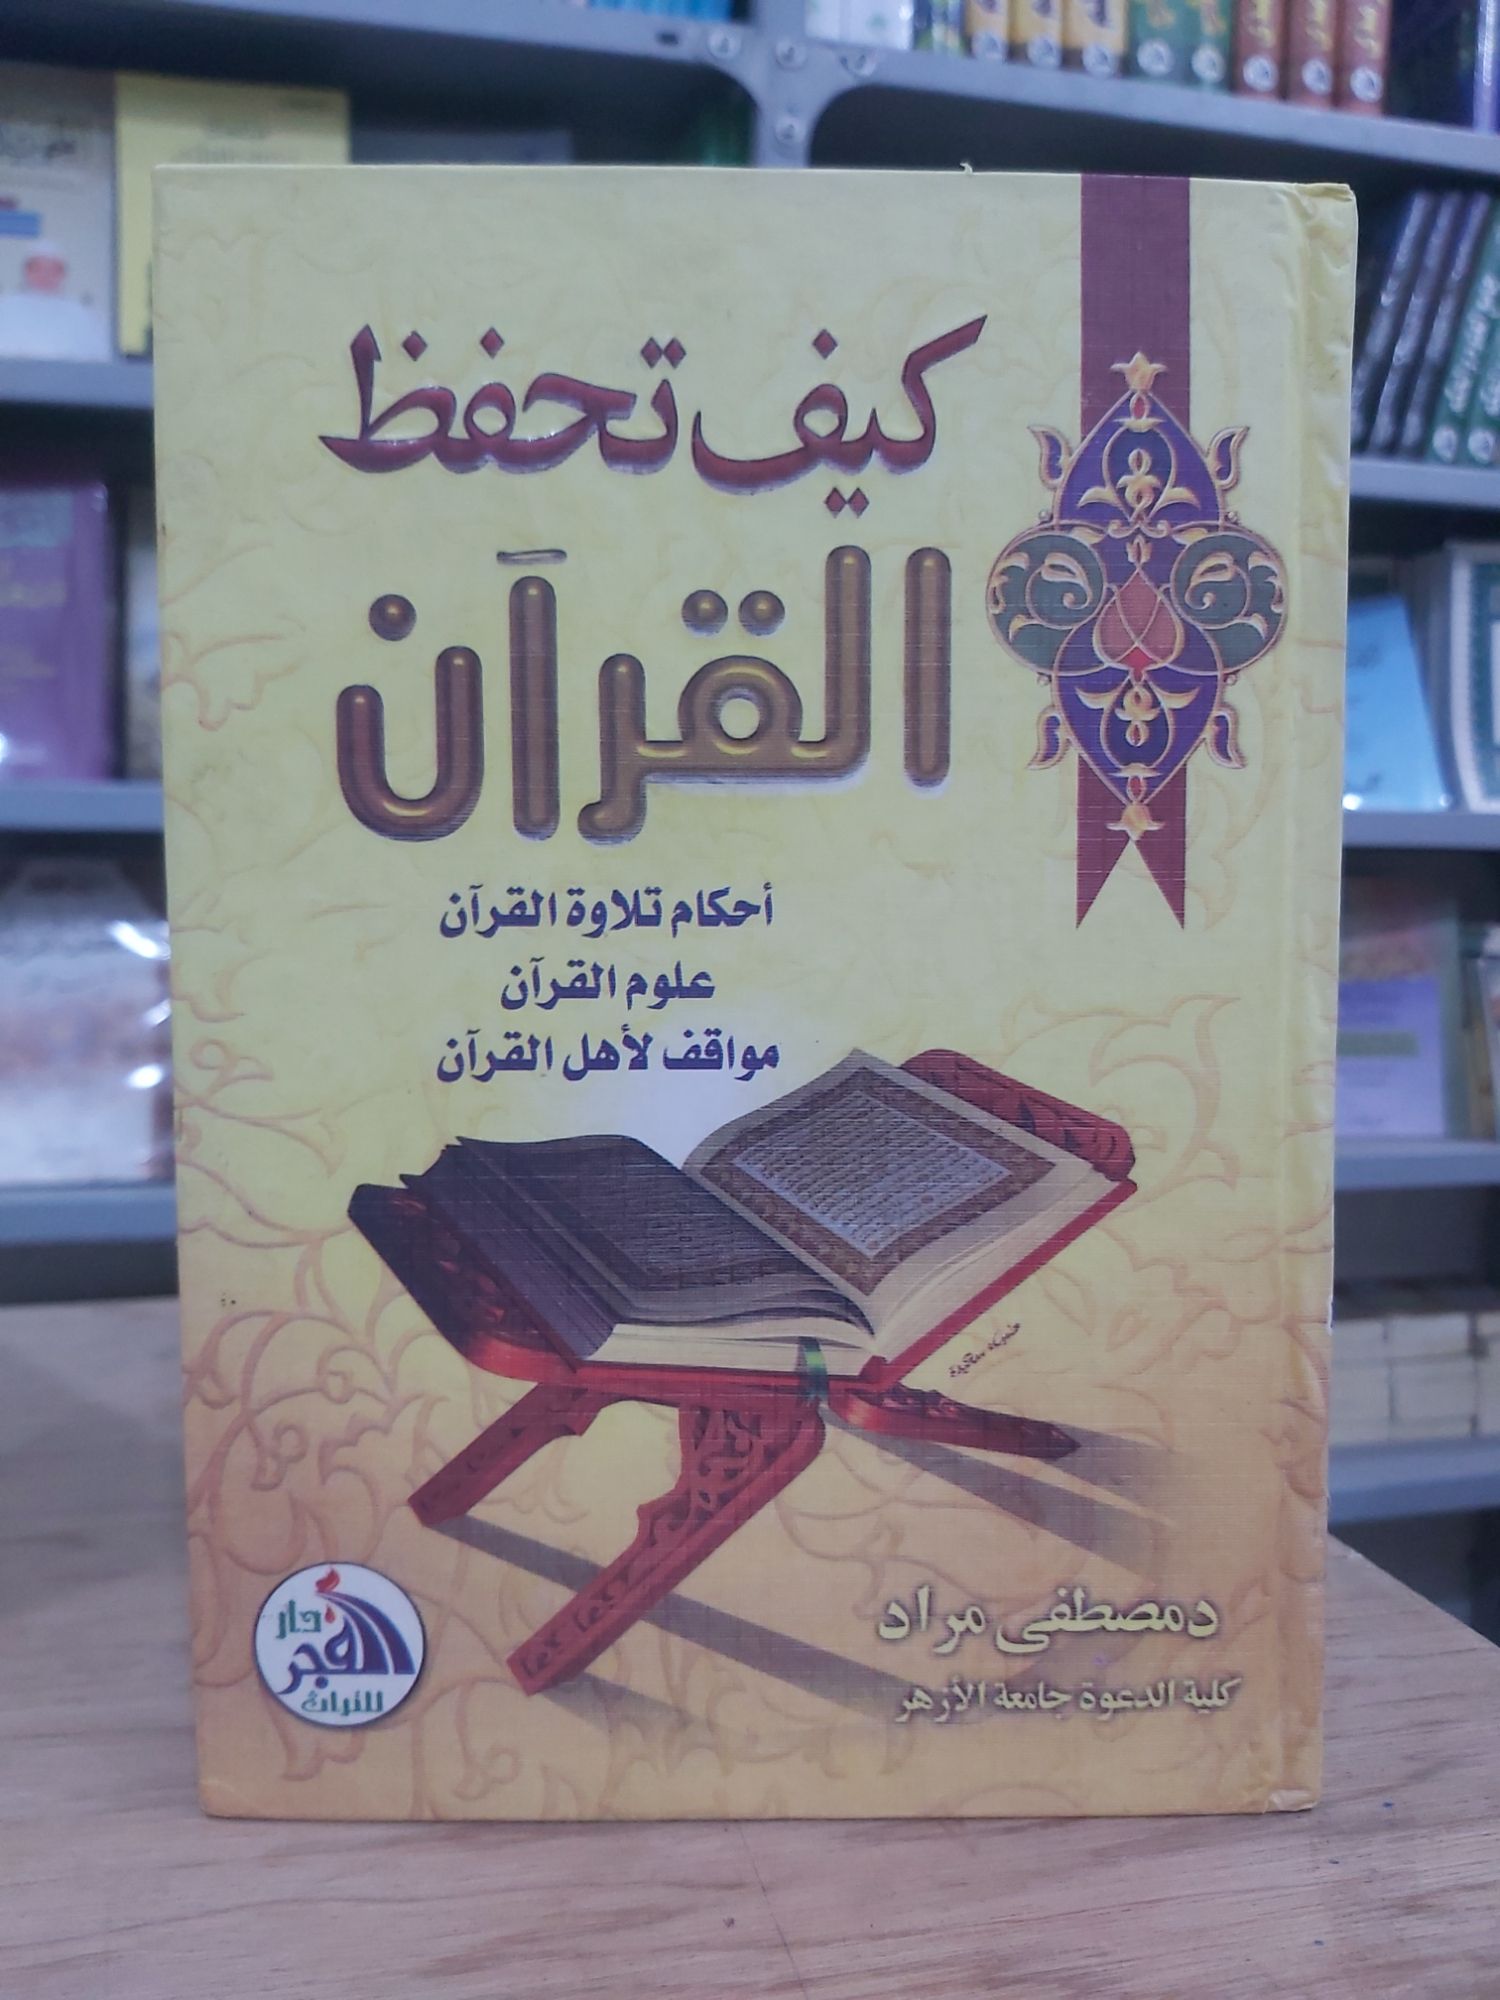 كيف تحفظ
القرآن
أحكام تلاوة القرآن
علوم القرآن
مواقف لأهل القرآن
د مصطفى مراد
كلية الدعوة جامعة الأزهر
دار
الفجر
للتراث